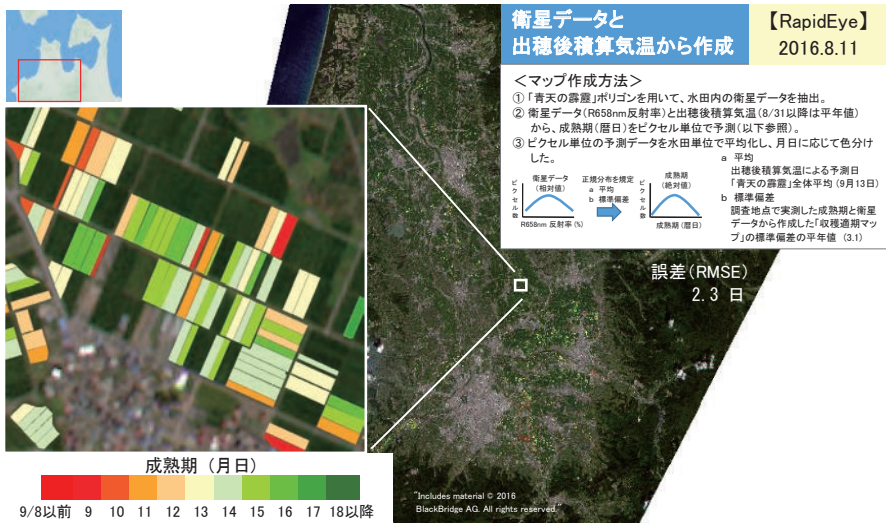 衛星データと
出穂後積算気温から作成
【RapidEye】
2016.8.11
＜マップ作成方法＞
①「青天の霹靂」ポリゴンを用いて、水田内の衛星データを抽出。
② 衛星データ(R658nm反射率)と出穂後積算気温(8/31以降は平年値)
から、成熟期(暦日)をピクセル単位で予測(以下参照)。
③ ピクセル単位の予測データを水田単位で平均化し、月日に応じて色分け
した。
ピクセル数
衛星データ
(相対値)
R658nm 反射率(%)
正規分布を規定
a 平均
b 標準偏差
ピクセル数
成熟期
(絶対値)
成熟期(暦日)
a 平均
出穂後積算気温による予測日
「青天の霹靂」全体平均(9月13日)
b 標準偏差
調査地点で実測した成熟期と衛星
データから作成した「収穫適期マッ
プ」の標準偏差の平年値 (3.1)
誤差(RMSE)
2.3 日
成熟期 (月日)
9/8以前 9 10 11 12 13 14 15 16 17 18以降
"Includes material © 2016
BlackBridge AG. All rights reserved."